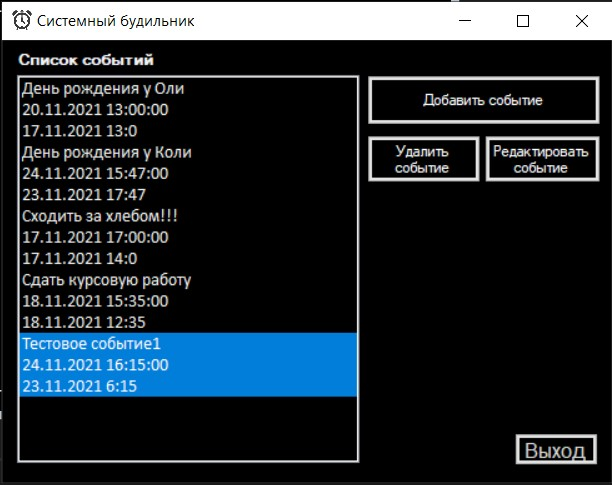 Системный будильник
Список событий
День рождения у Оли
20.11.2021 13:00:00
17.11.2021 13:0
День рождения у Коли
24.11.2021 15:47:00
23.11.2021 17:47
Сходить за хлебом!!!
17.11.2021 17:00:00
17.11.2021 14:0
Сдать курсовую работу
18.11.2021 15:35:00
18.11.2021 12:35
Тестовое событие1
24.11.2021 16:15:00
23.11.2021 6:15
Добавить событие
Удалить
событие
Редактировать
событие
Выход